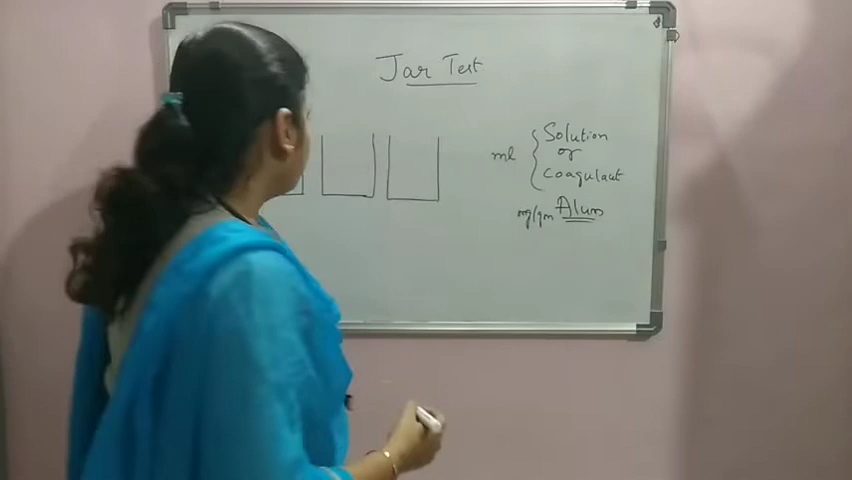 Jar Test
ml
Solution
or
Coagulant
mg/gm Alum